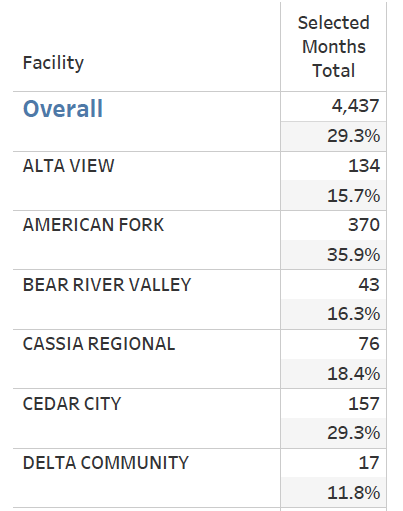 Facility
Selected
Months
Total
Overall
4,437
29.3%
ALTA VIEW
134
15.7%
AMERICAN FORK
370
35.9%
BEAR RIVER VALLEY
43
16.3%
CASSIA REGIONAL
76
18.4%
CEDAR CITY
157
29.3%
DELTA COMMUNITY
17
11.8%